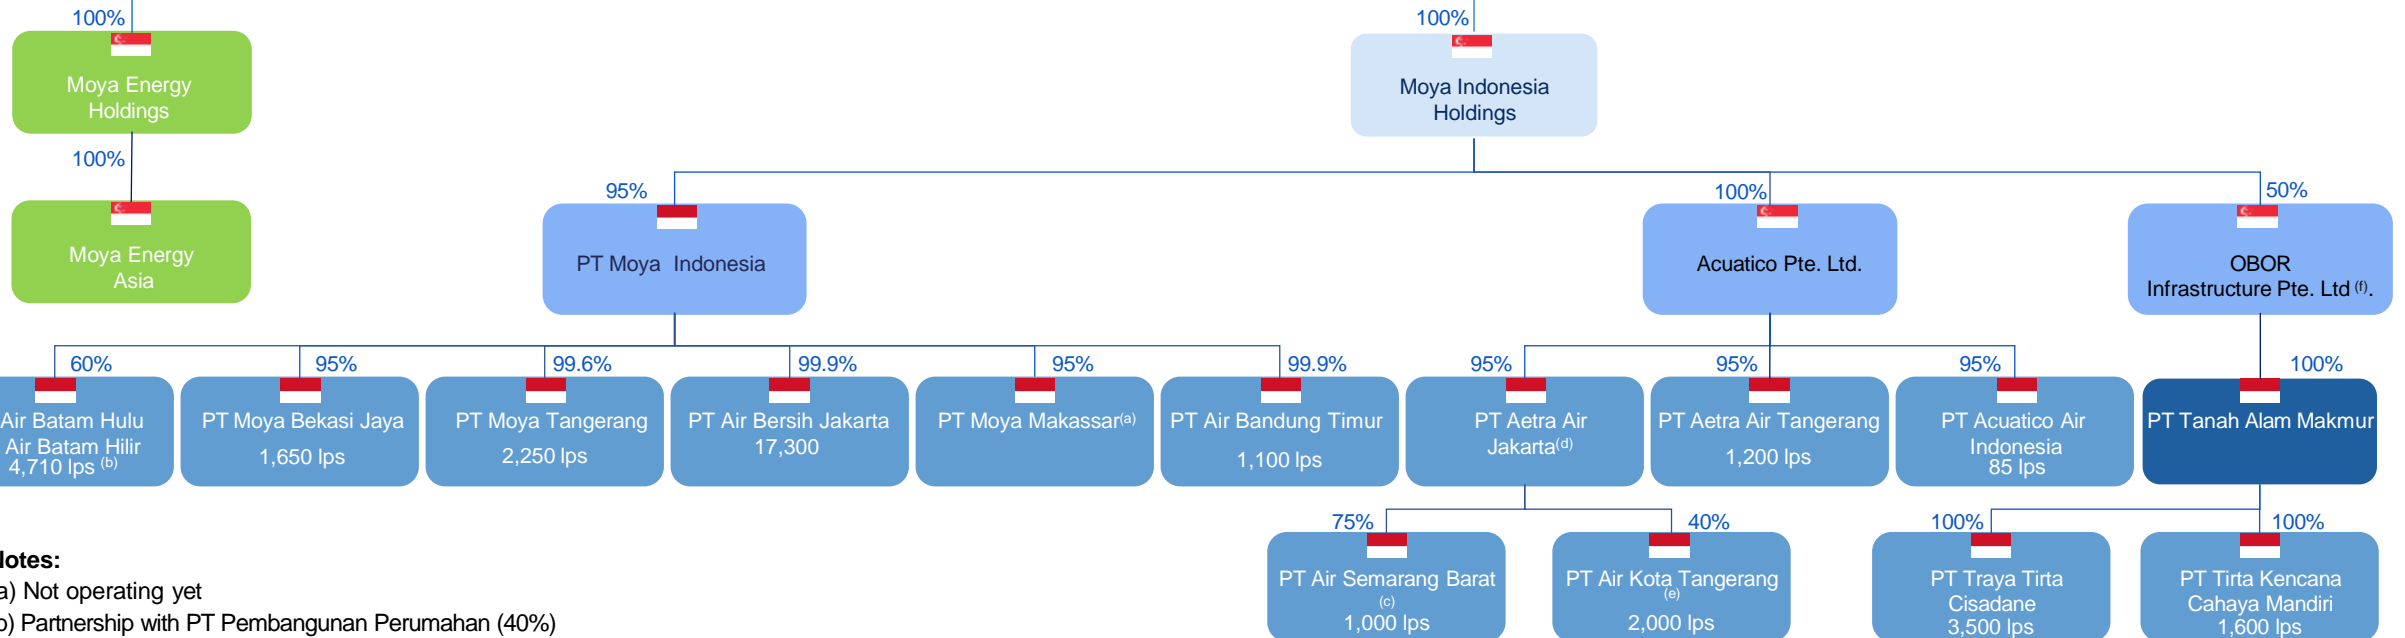 100%
100%
Moya Energy
Holdings
Moya Indonesia
Holdings
100%
95%
100%
50%
Moya Energy
Asia
PT Moya Indonesia
Acuatico Pte. Ltd.
OBOR
Infrastructure Pte. Ltd (f).
60%
95%
99.6%
99.9%
95%
99.9%
95%
95%
95%
100%
Air Batam Hulu
Air Batam Hilir
4,710 lps (b)
PT Moya Bekasi Jaya
1,650 lps
PT Moya Tangerang
2,250 lps
PT Air Bersih Jakarta
17,300
PT Moya Makassar(a)
PT Air Bandung Timur
1,100 lps
PT Aetra Air
Jakarta(d)
PT Aetra Air Tangerang
1,200 lps
PT Acuatico Air
Indonesia
85 lps
PT Tanah Alam Makmur
75%
40%
100%
100%
PT Air Semarang Barat
(c)
1,000 lps
PT Air Kota Tangerang
(e)
2,000 lps
PT Traya Tirta
Cisadane
3,500 lps
PT Tirta Kencana
Cahaya Mandiri
1,600 lps
Notes:
a) Not operating yet
b) Partnership with PT Pembangunan Perumahan (40%)